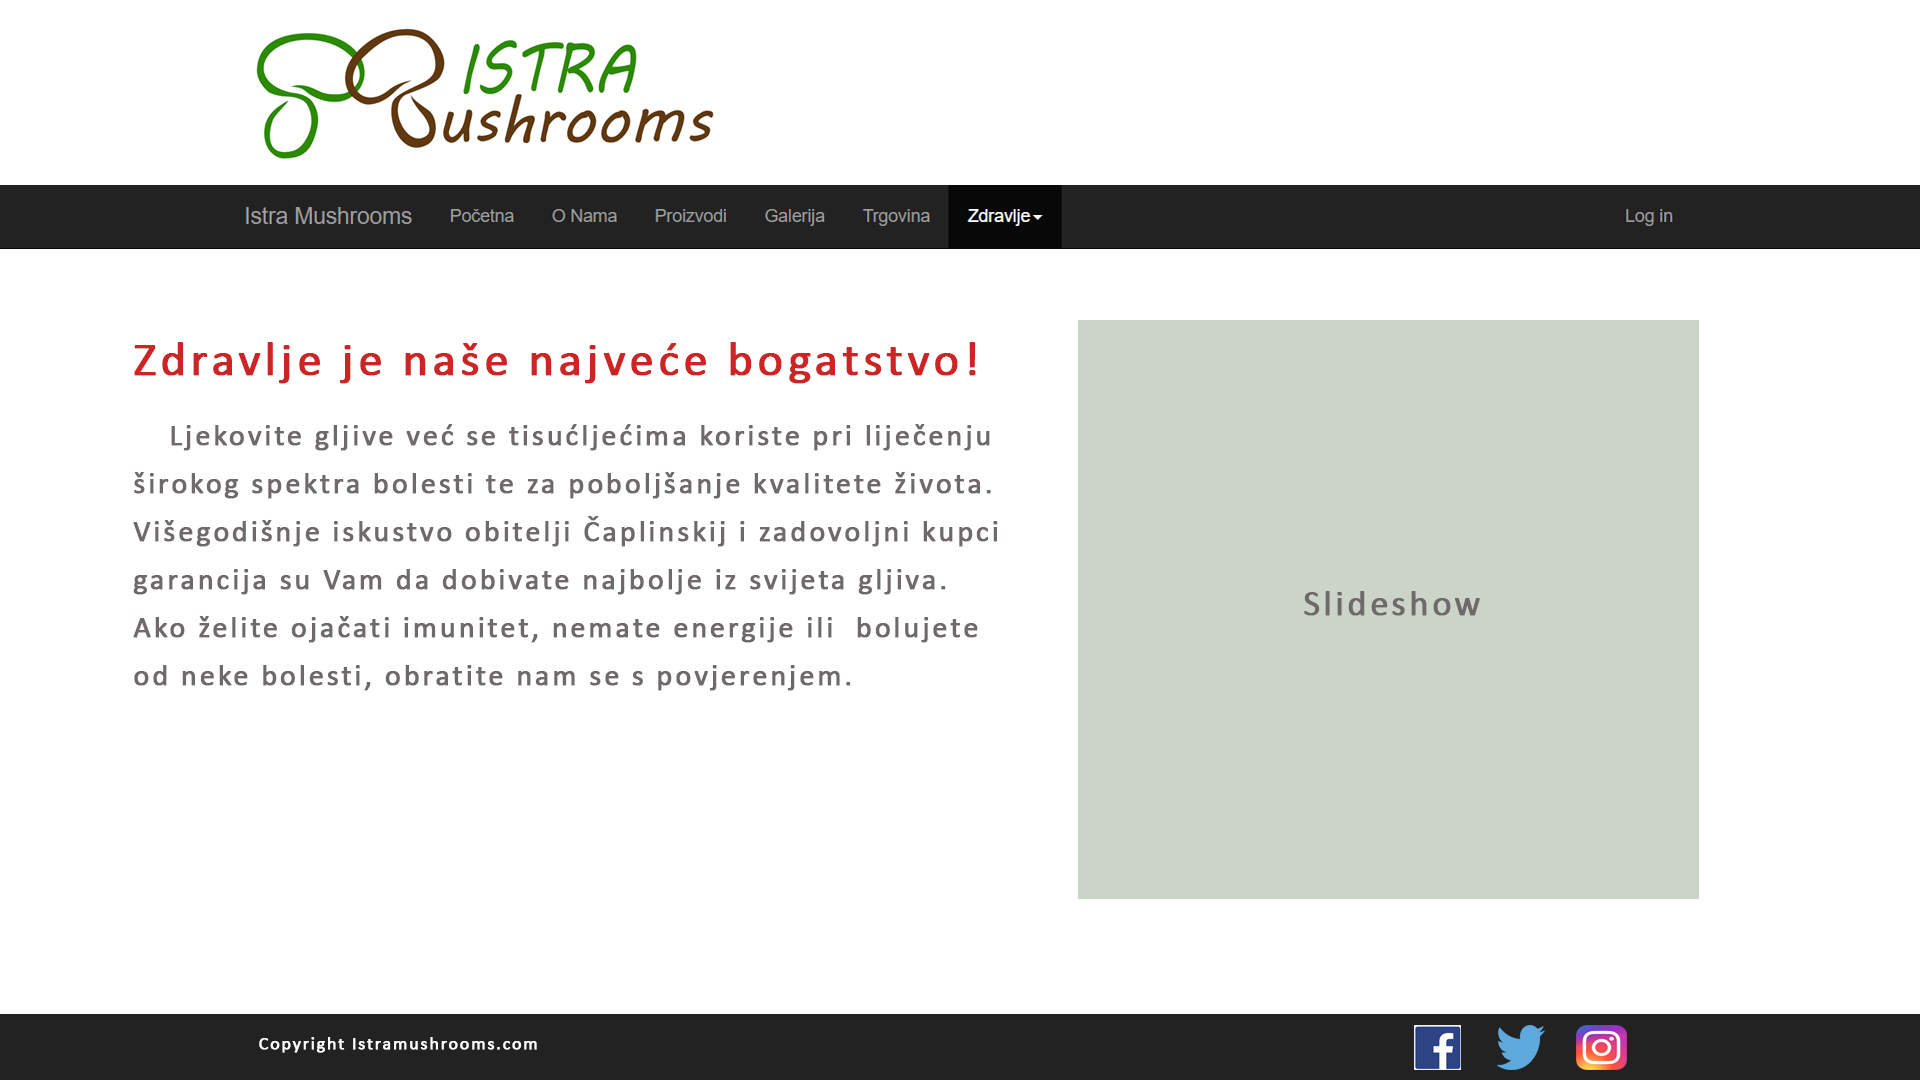 ISTRA
Mushrooms
Istra Mushrooms Početna O Nama Proizvodi Galerija Trgovina Zdravlje Log in
Zdravlje je naše najveće bogatstvo!
Ljekovite gljive već se tisućljećima koriste pri liječenju
širokog spektra bolesti te za poboljšanje kvalitete života.
Višegodišnje iskustvo obitelji Čaplinskij i zadovoljni kupci
garancija su Vam da dobivate najbolje iz svijeta gljiva.
Ako želite ojačati imunitet, nemate energije ili  bolujete
od neke bolesti, obratite nam se s povjerenjem.
Slideshow
Copyright Istramushrooms.com